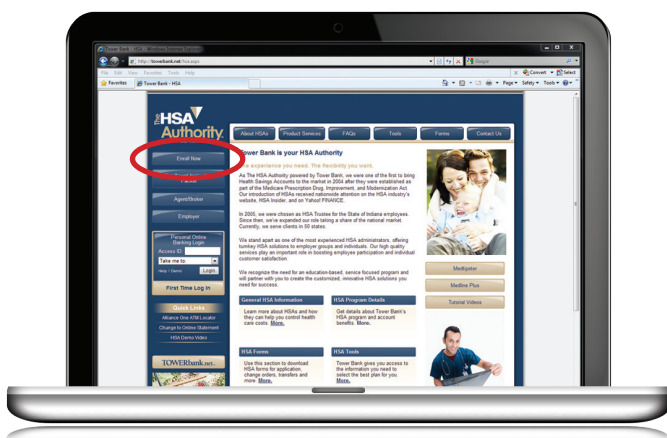 Tower Bank - HSA - Windows Internet Explorer
http://towerbank.net/hsa.aspx
Google
File Edit View Favorites Tools Help
Convert Select
Favorites Tower Bank - HSA
Page Safety Tools
The HSA Authority
About HSAs Product Services FAQs Tools Forms Contact Us
Enroll Now
Agent/Broker
Employer
Personal Online
Banking Login
Access ID:
Take me to:
Help | Demo Login
First Time Log In
Quick Links
Alliance One ATM Locator
Change to Online Statement
HSA Demo Video
TOWERbank.net
Tower Bank is your HSA Authority
The experience you need. The flexibility you want.
As The HSA Authority powered by Tower Bank, we were one of the first to bring
Health Savings Accounts to the market in 2004 after they were established as
part of the Medicare Prescription Drug, Improvement, and Modernization Act.
Our introduction of HSAs received nationwide attention on the HSA industry's
website, HSA Insider, and on Yahoo! FINANCE.
In 2005, we were chosen as HSA Trustee for the State of Indiana employees.
Since then, we've expanded our role taking a share of the national market.
Currently, we serve clients in 50 states.
We stand apart as one of the most experienced HSA administrators, offering
turnkey HSA solutions to employer groups and individuals. Our high quality
services play an important role in boosting employee participation and individual
customer satisfaction.
We recognize the need for an education-based, service focused program and
will partner with you to create the customized, innovative HSA solutions you
need for success.
General HSA Information
Learn more about HSAs and how
they can help you control health
care costs. More.
HSA Program Details
Get details about Tower Bank's
HSA program and account
benefits. More.
HSA Forms
Use this section to download
HSA forms for application,
change orders, transfers and
more. More.
HSA Tools
Tower Bank gives you access to
the information you need to
select the best plan for you.
More.
Medtipster
Medline Plus
Tutorial Videos